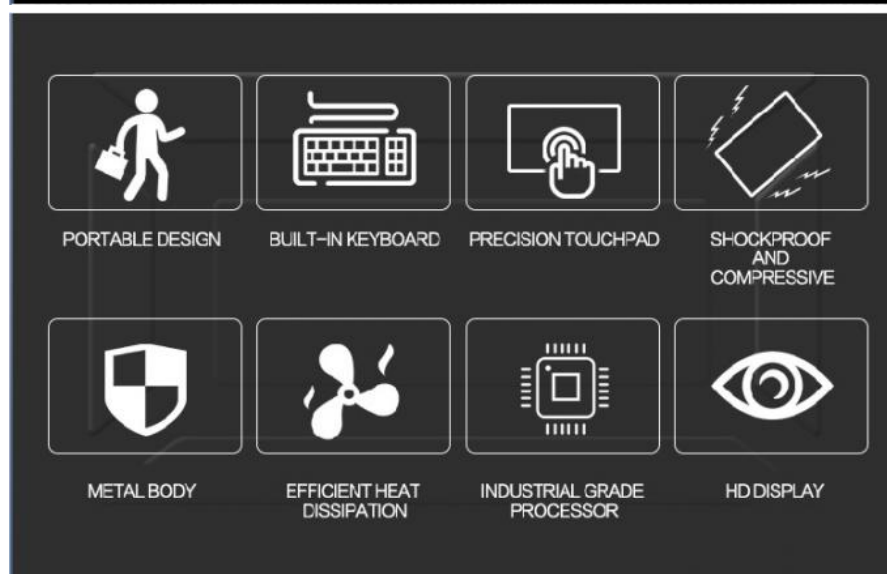 PORTABLE DESIGN
BUILT-IN KEYBOARD
PRECISION TOUCHPAD
SHOCKPROOF
AND
COMPRESSIVE
METAL BODY
EFFICIENT HEAT
DISSIPATION
INDUSTRIAL GRADE
PROCESSOR
HD DISPLAY